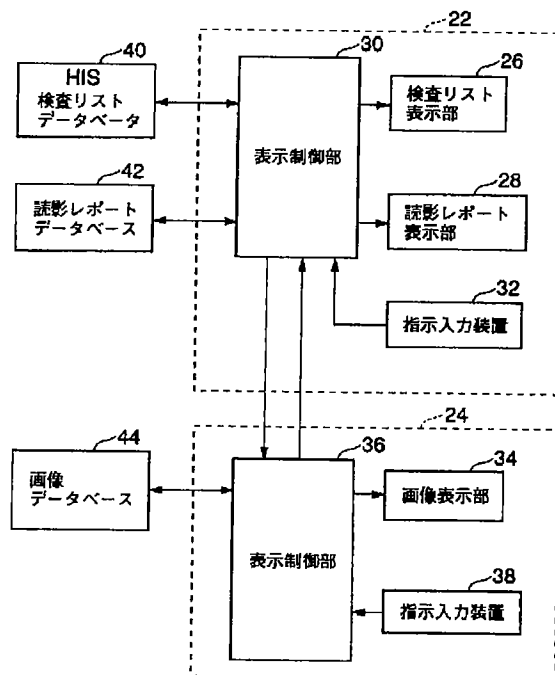 22
40
HIS
検査リスト
データベータ
30
表示制御部
26
検査リスト
表示部
42
読影レポート
データベース
28
読影レポート
表示部
32
指示入力装置
24
44
画像
データベース
36
表示制御部
34
画像表示部
38
指示入力装置